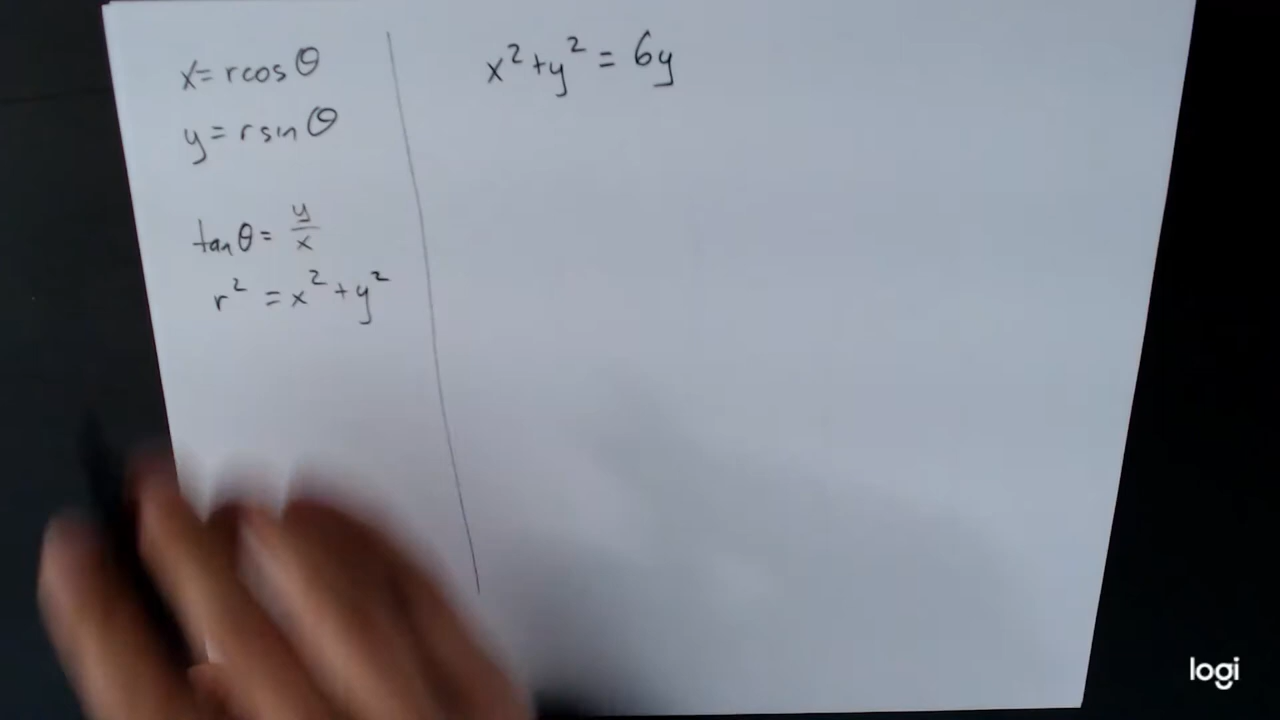 x = r cos θ
y = r sin θ
tan θ = y/x
r² = x² + y²
x² + y² = 6y
logi